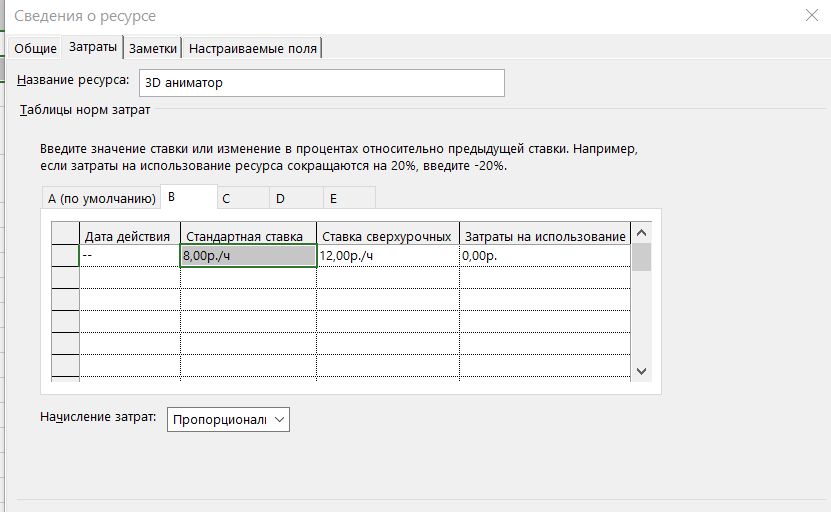 Сведения о ресурсе
Общие Затраты Заметки Настраиваемые поля
Название ресурса: 3D аниматор
Таблицы норм затрат
Введите значение ставки или изменение в процентах относительно предыдущей ставки. Например,
если затраты на использование ресурса сокращаются на 20%, введите -20%.
A (по умолчанию) B C D E
Дата действия Стандартная ставка Ставка сверхурочных Затраты на использование
-- 8,00р./ч 12,00р./ч 0,00р.
Начисление затрат: Пропорциональ